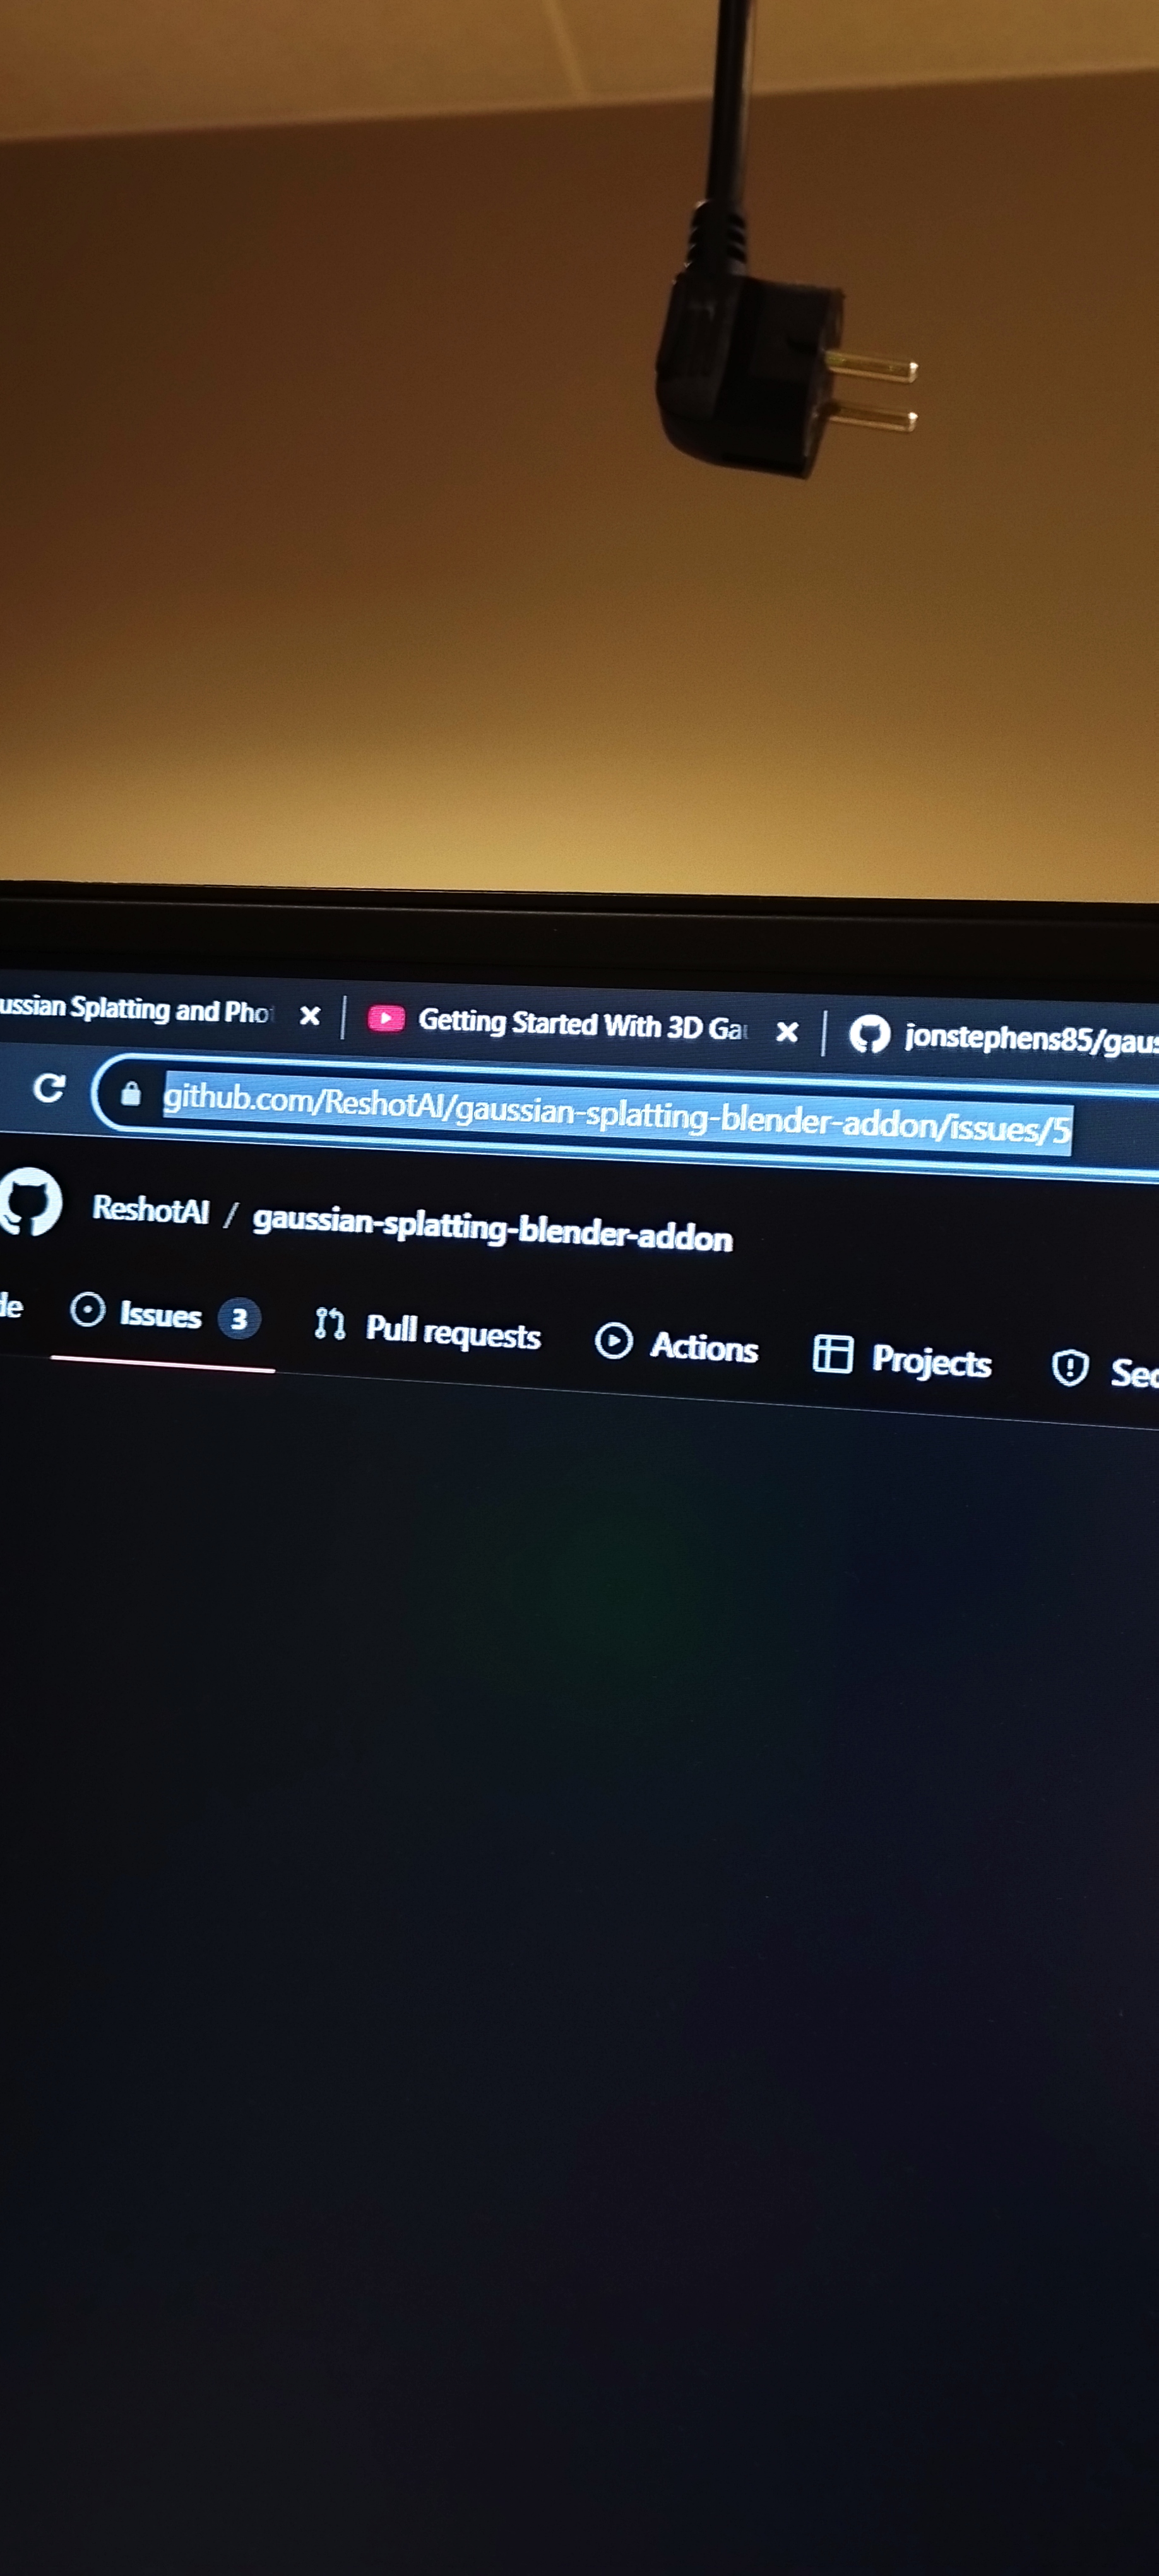 ussian Splatting and Pho
Getting Started With 3D Ga
jonstephens85/gaus
github.com/ReshotAI/gaussian-splatting-blender-addon/issues/5
ReshotAI / gaussian-splatting-blender-addon
de Issues 3 Pull requests Actions Projects Sec